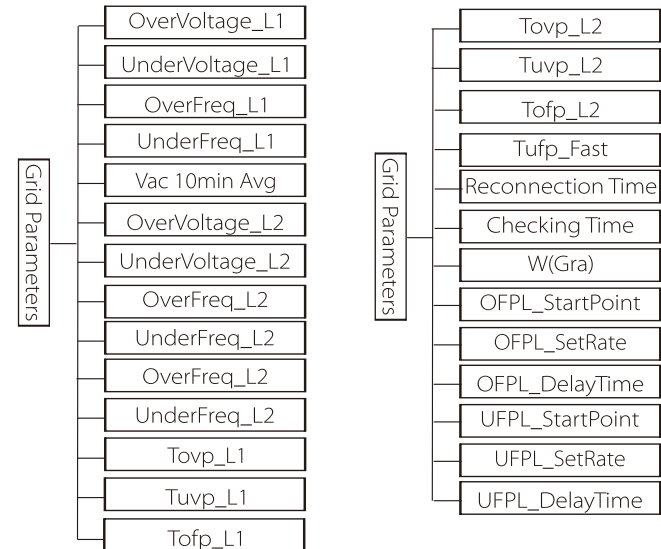 Grid Parameters
OverVoltage_L1
UnderVoltage_L1
OverFreq_L1
UnderFreq_L1
Vac 10min Avg
OverVoltage_L2
UnderVoltage_L2
OverFreq_L2
UnderFreq_L2
OverFreq_L2
UnderFreq_L2
Tovp_L1
Tuvp_L1
Tofp_L1
Grid Parameters
Tovp_L2
Tuvp_L2
Tofp_L2
Tufp_Fast
Reconnection Time
Checking Time
W(Gra)
OFPL_StartPoint
OFPL_SetRate
OFPL_DelayTime
UFPL_StartPoint
UFPL_SetRate
UFPL_DelayTime